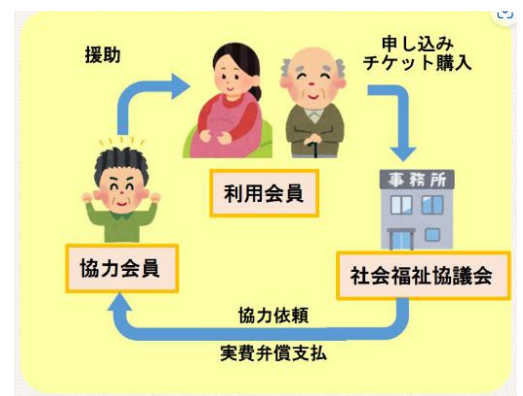 援助
申し込み
チケット購入
利用会員
事務所
協力会員
社会福祉協議会
協力依頼
実費弁償支払